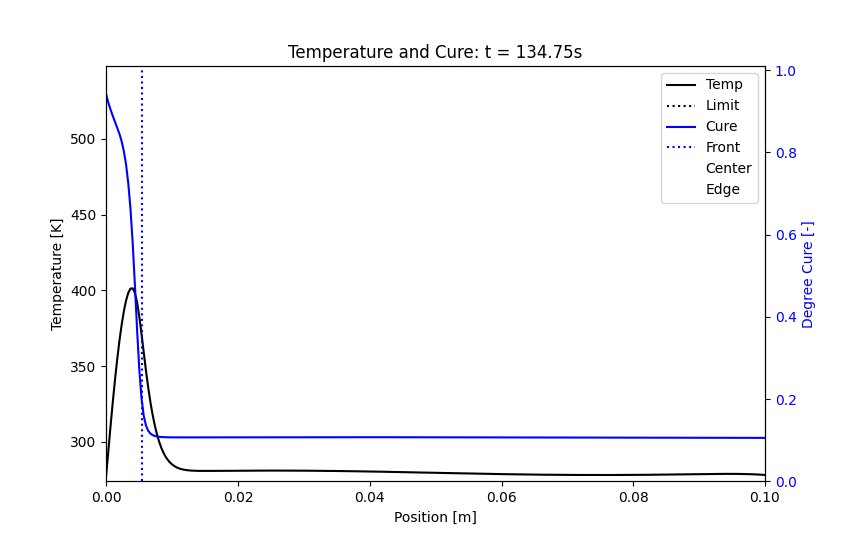 Temperature and Cure: t = 134.75s
Temp
Limit
Cure
Front
Center
Edge
Temperature [K]
500
450
400
350
300
Degree Cure [-]
1.0
0.8
0.6
0.4
0.2
0.0
0.00
0.02
0.04
0.06
0.08
0.10
Position [m]